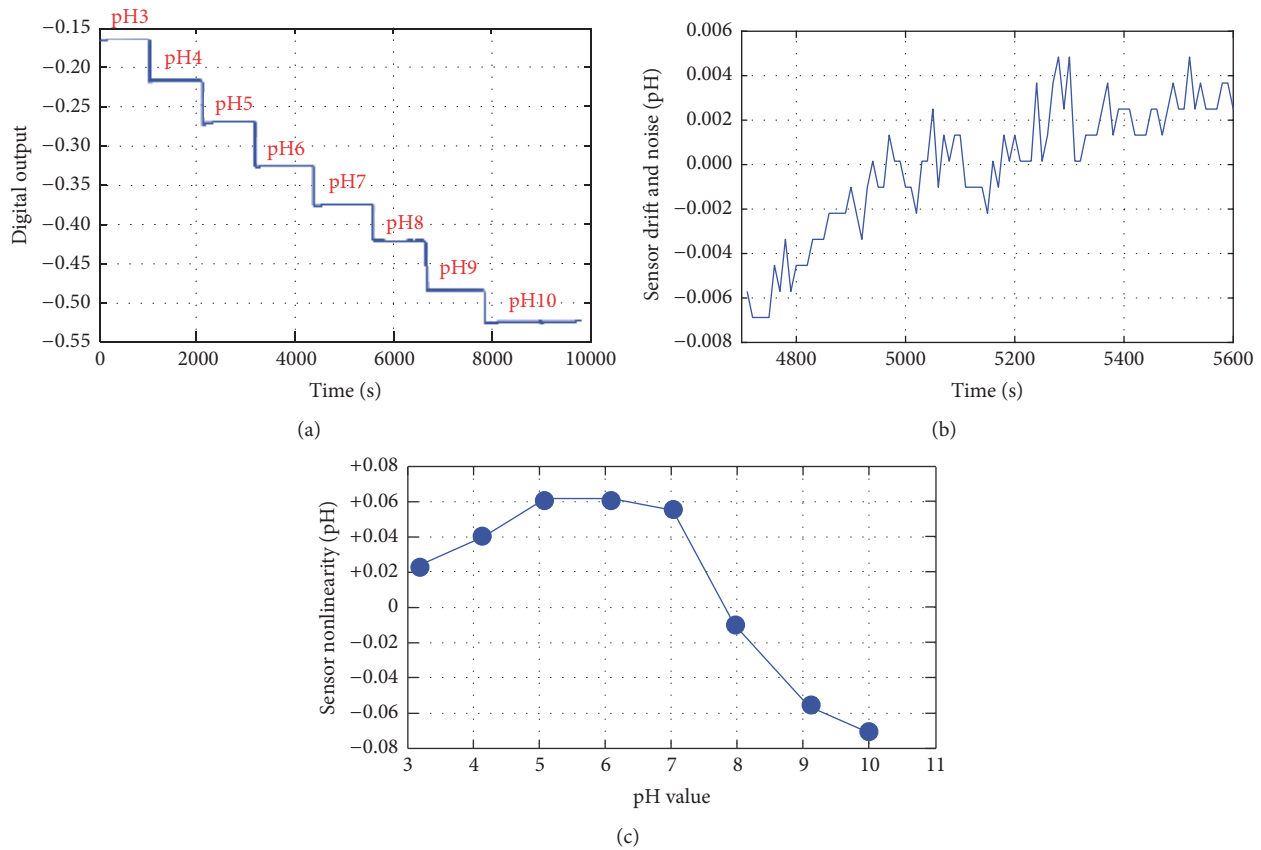 −0.15
−0.20
−0.25
−0.30
−0.35
−0.40
−0.45
−0.50
−0.55
Digital output
pH3
pH4
pH5
pH6
pH7
pH8
pH9
pH10
0 2000 4000 6000 8000 10000
Time (s)
(a)
0.006
0.004
0.002
0.000
−0.002
−0.004
−0.006
−0.008
Sensor drift and noise (pH)
4800 5000 5200 5400 5600
Time (s)
(b)
+0.08
+0.06
+0.04
+0.02
0
−0.02
−0.04
−0.06
−0.08
Sensor nonlinearity (pH)
3 4 5 6 7 8 9 10 11
pH value
(c)